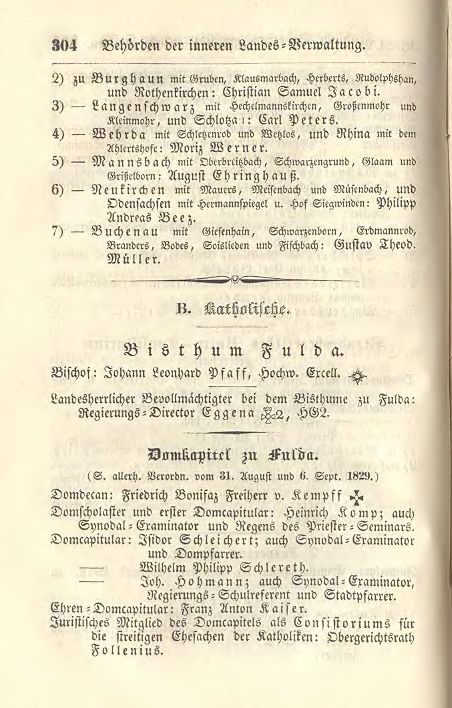 304 Behörden der inneren Landes=Verwaltung.
2) zu Burghaun mit Gruben, Klausmarbach, Herberts, Rudolphshan,
und Rothenkirchen: Christian Samuel Jacobi.
3) — Langenschwarz mit Hechelmannskirchen, Großenmohr und
Kleinmohr, und Schlotzau: Carl Peters.
4) — Wehrda mit Schletzenrod und Wetzlos, und Rhina mit dem
Ahlertshofe: Moriz Werner.
5) — Mannsbach mit Oberbreitzbach, Schwarzengrund, Glaam und
Grüselborn: August Ehringhauß.
6) — Neukirchen mit Mauers, Meisenbach und Müsenbach, und
Odensachsen mit Hermannspiegel u. Hof Siegwinden: Philipp
Andreas Beez.
7) — Buchenau mit Giesenhain, Schwarzenborn, Erdmannrod,
Branders, Bodes, Soislieden und Fischbach: Gustav Theod.
Müller.
B. Katholische.
Bisthum Fulda.
Bischof: Johann Leonhard Pfaff, Hochw. Excell.
Landesherrlicher Bevollmächtigter bei dem Bisthume zu Fulda:
Regierungs=Director Eggena 2, HG2.
Domkapitel zu Fulda.
(S. allerh. Verordn. vom 31. August und 6. Sept. 1829.)
Domdecan: Friedrich Bonifaz Freiherr v. Kempff
Domscholaster und erster Domcapitular: Heinrich Komp; auch
Synodal=Examinator und Regens des Priester=Seminars.
Domcapitular: Isidor Schleichert; auch Synodal=Examinator
und Dompfarrer.
—— Wilhelm Philipp Schlereth.
—— Joh. Hohmann; auch Synodal=Examinator,
Regierungs=Schulreferent und Stadtpfarrer.
Ehren=Domcapitular: Franz Anton Kaiser.
Juristisches Mitglied des Domcapitels als Consistoriums für
die streitigen Ehesachen der Katholiken: Obergerichtsrath
Follenius.